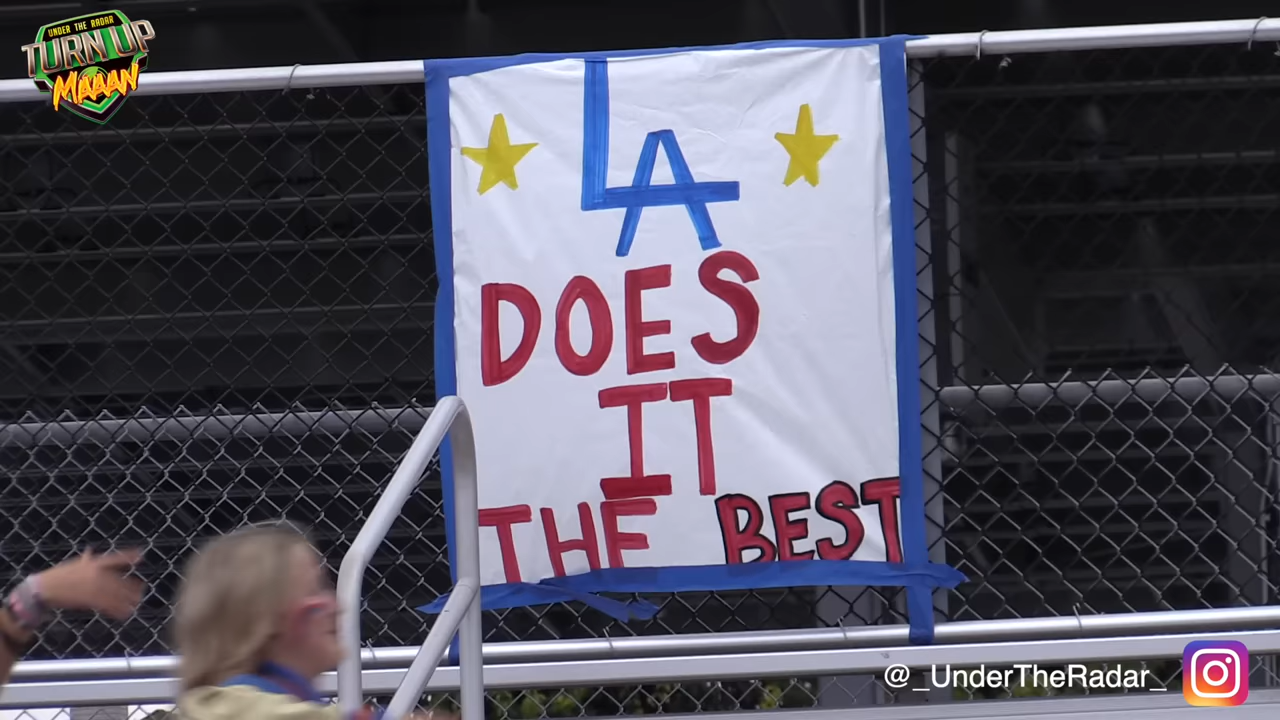 UNDER THE RADAR
TURN UP
MAAAN
LA
DOES
IT
THE BEST
@_UnderTheRadar_